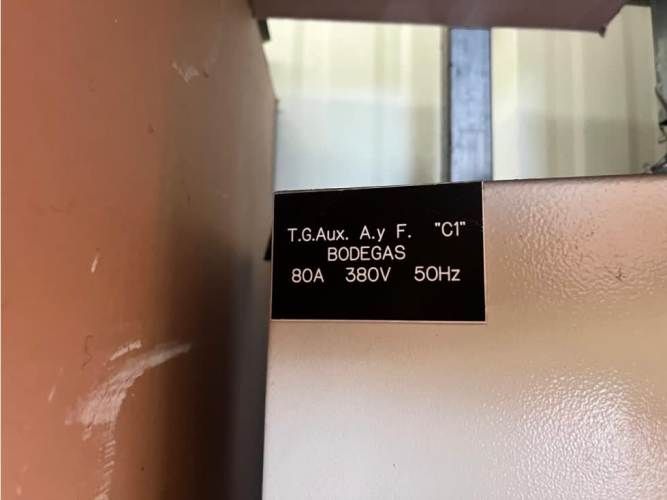 T.G.Aux. A.y F. "C1"
BODEGAS
80A 380V 50Hz